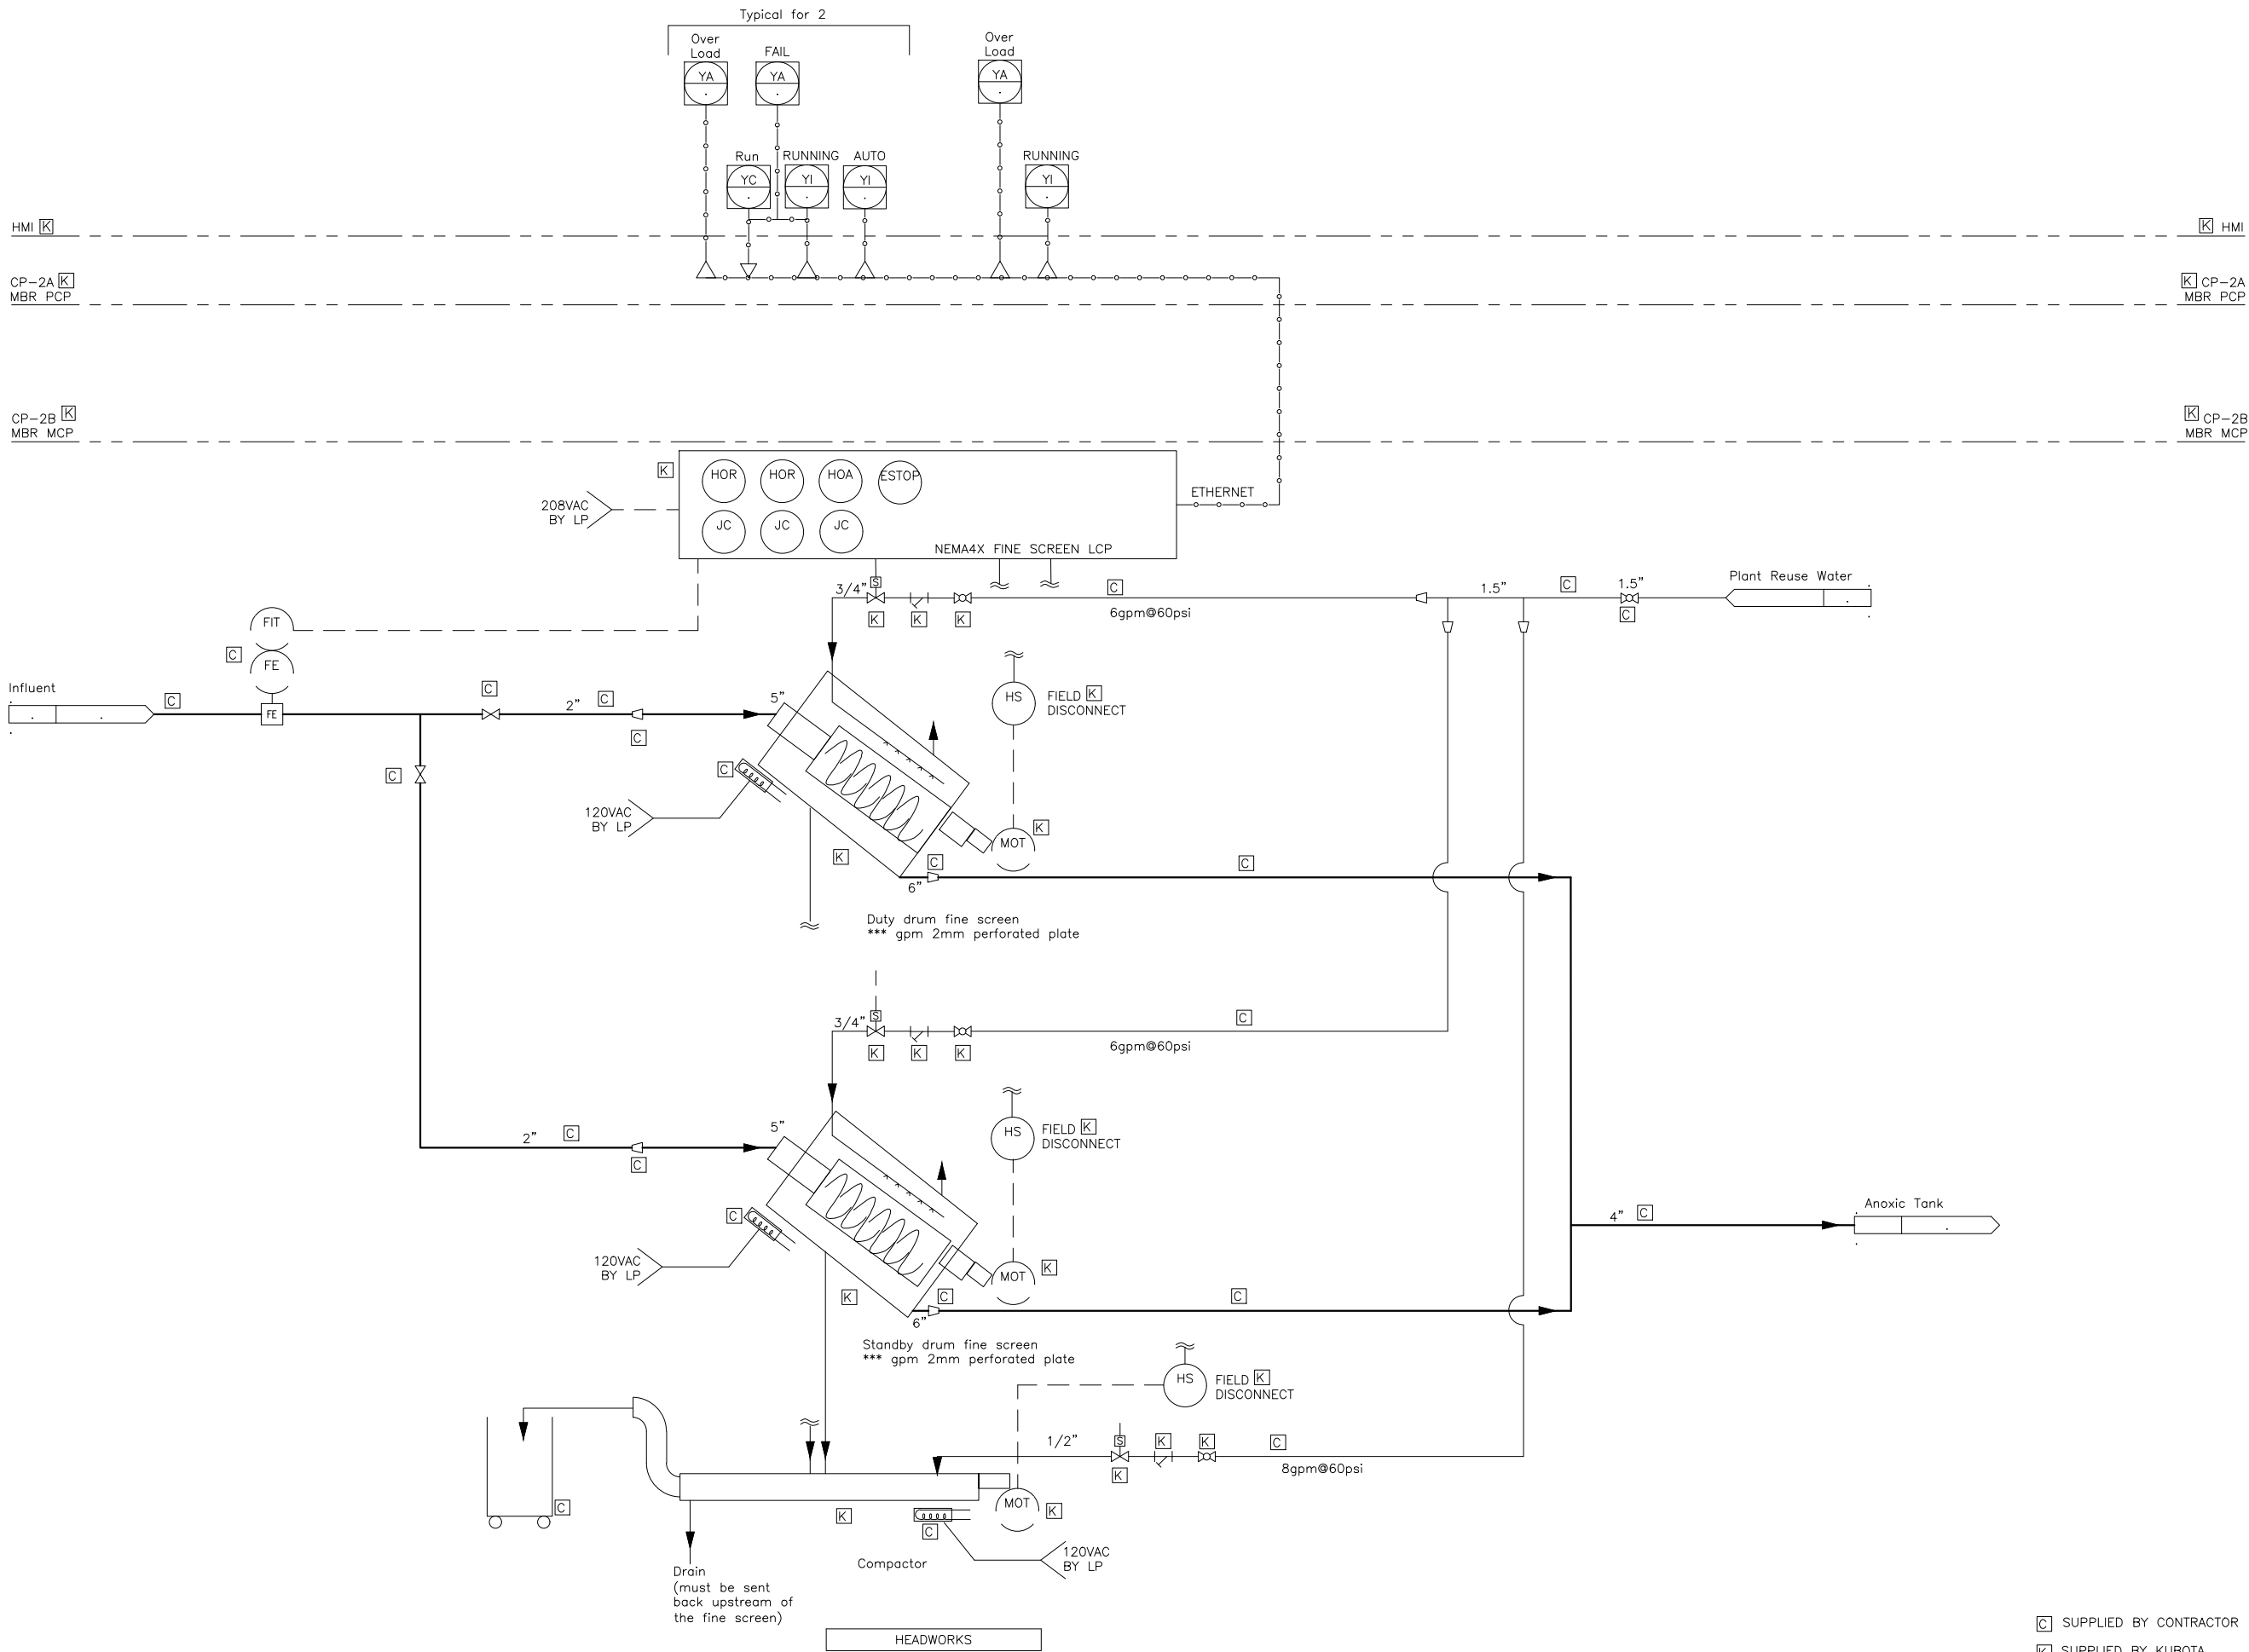 Typical for 2
Over
Load
FAIL
Over
Load
YA
YA
YA
Run
RUNNING
AUTO
RUNNING
YC
YI
YI
YI
HMI K
K HMI
CP-2A K
MBR PCP
K CP-2A
MBR PCP
CP-2B K
MBR MCP
K CP-2B
MBR MCP
K
HOR
HOR
HOA
ESTOP
208VAC
BY LP
ETHERNET
JC
JC
JC
NEMA4X FINE SCREEN LCP
3/4"
S
C
6gpm@60psi
1.5"
C
1.5"
C
Plant Reuse Water
K
K
K
FIT
C
FE
Influent
C
FE
C
2"
C
C
5"
HS
FIELD K
DISCONNECT
C
C
120VAC
BY LP
MOT
K
K
C
6"
C
Duty drum fine screen
*** gpm 2mm perforated plate
3/4"
S
C
6gpm@60psi
K
K
K
2"
C
C
5"
HS
FIELD K
DISCONNECT
C
120VAC
BY LP
MOT
K
K
C
6"
C
4"
C
Anoxic Tank
Standby drum fine screen
*** gpm 2mm perforated plate
HS
FIELD K
DISCONNECT
1/2"
S
K
K
C
8gpm@60psi
K
C
K
MOT
K
C
120VAC
BY LP
Compactor
Drain
(must be sent
back upstream of
the fine screen)
HEADWORKS
C SUPPLIED BY CONTRACTOR
K SUPPLIED BY KUBOTA